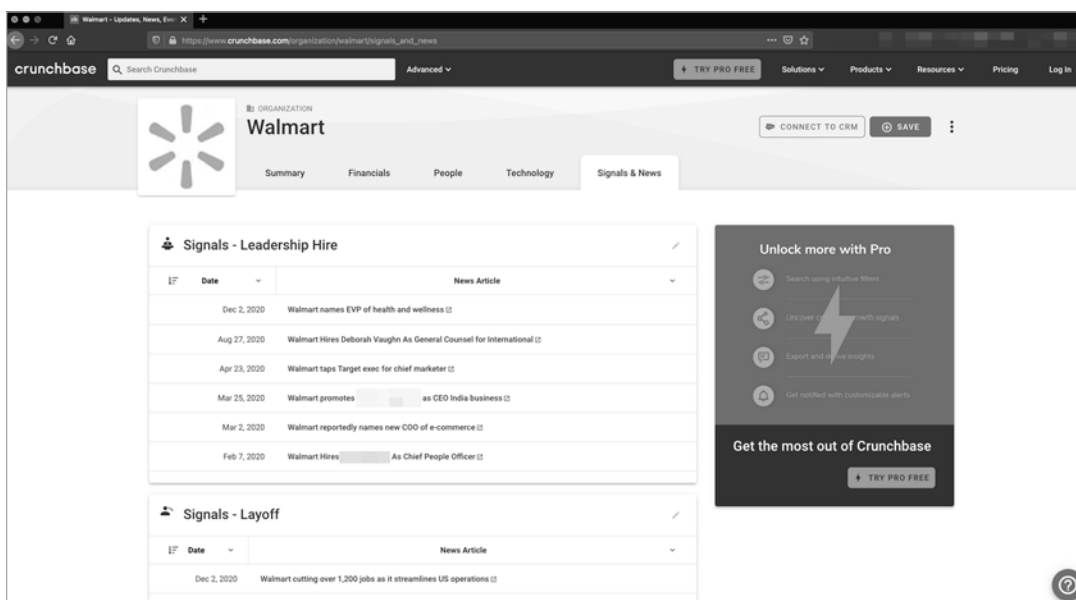 Walmart - Updates, News, Eve
https://www.crunchbase.com/organization/walmart/signals_and_news
crunchbase Search Crunchbase Advanced TRY PRO FREE Solutions Products Resources Pricing Log In
ORGANIZATION
Walmart
CONNECT TO CRM SAVE
Summary Financials People Technology Signals & News
Signals - Leadership Hire
Date News Article
Dec 2, 2020 Walmart names EVP of health and wellness
Aug 27, 2020 Walmart Hires Deborah Vaughn As General Counsel for International
Apr 23, 2020 Walmart taps Target exec for chief marketer
Mar 25, 2020 Walmart promotes as CEO India business
Mar 2, 2020 Walmart reportedly names new COO of e-commerce
Feb 7, 2020 Walmart Hires As Chief People Officer
Signals - Layoff
Date News Article
Dec 2, 2020 Walmart cutting over 1,200 jobs as it streamlines US operations
Unlock more with Pro
Search using intuitive filters
Uncover growth signals
Export and insights
Get notified with customizable alerts
Get the most out of Crunchbase
TRY PRO FREE
?